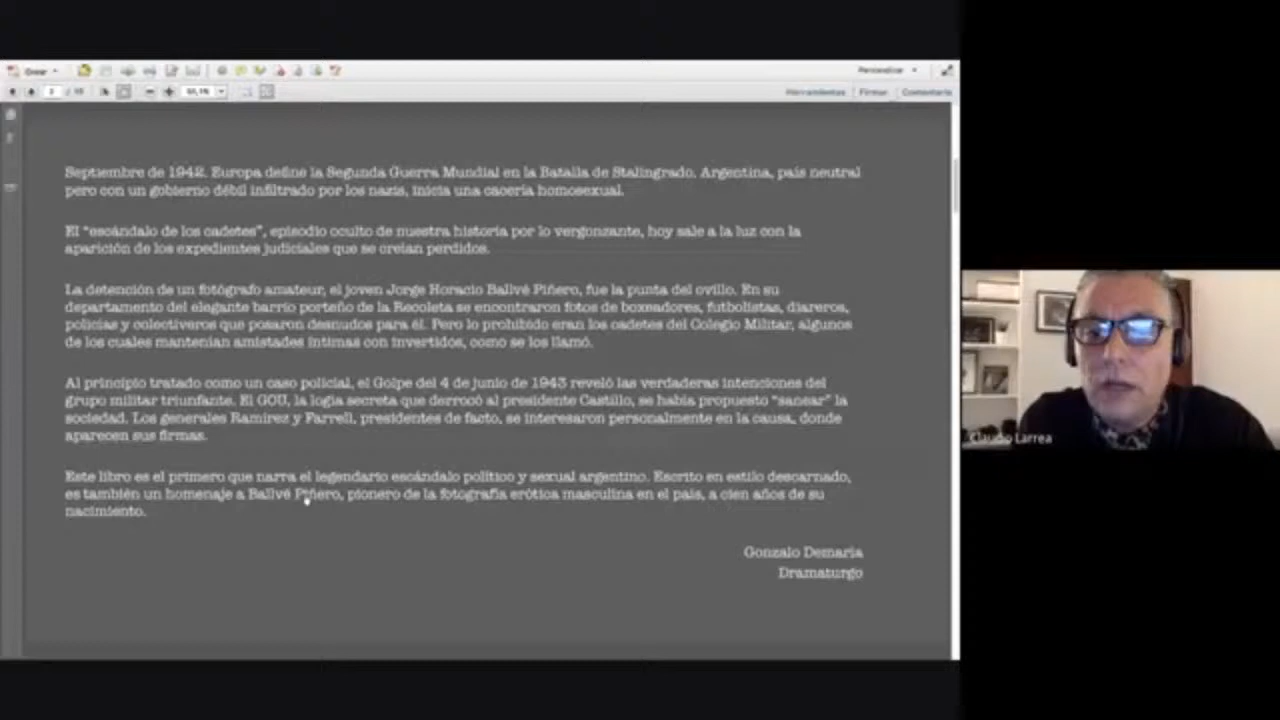 Crear
Personalizar
1
50,1%
Herramientas
Firmar
Comentario
Septiembre de 1942. Europa define la Segunda Guerra Mundial en la Batalla de Stalingrado. Argentina, país neutral
pero con un gobierno débil infiltrado por los nazis, inicia una cacería homosexual.
El “escándalo de los cadetes”, episodio oculto de nuestra historia por lo vergonzante, hoy sale a la luz con la
aparición de los expedientes judiciales que se creían perdidos.
La detención de un fotógrafo amateur, el joven Jorge Horacio Ballvé Piñero, fue la punta del ovillo. En su
departamento del elegante barrio porteño de la Recoleta se encontraron fotos de boxeadores, futbolistas, diareros,
policías y colectiveros que posaron desnudos para él. Pero lo prohibido eran los cadetes del Colegio Militar, algunos
de los cuales mantenían amistades íntimas con invertidos, como se los llamó.
Al principio tratado como un caso policial, el Golpe del 4 de junio de 1943 reveló las verdaderas intenciones del
grupo militar triunfante. El GOU, la logia secreta que derrocó al presidente Castillo, se había propuesto “sanear” la
sociedad. Los generales Ramírez y Farrell, presidentes de facto, se interesaron personalmente en la causa, donde
aparecen sus firmas.
Este libro es el primero que narra el legendario escándalo político y sexual argentino. Escrito en estilo descarnado,
es también un homenaje a Ballvé Piñero, pionero de la fotografía erótica masculina en el país, a cien años de su
nacimiento.
Gonzalo Demaría
Dramaturgo
Claudio Larrea